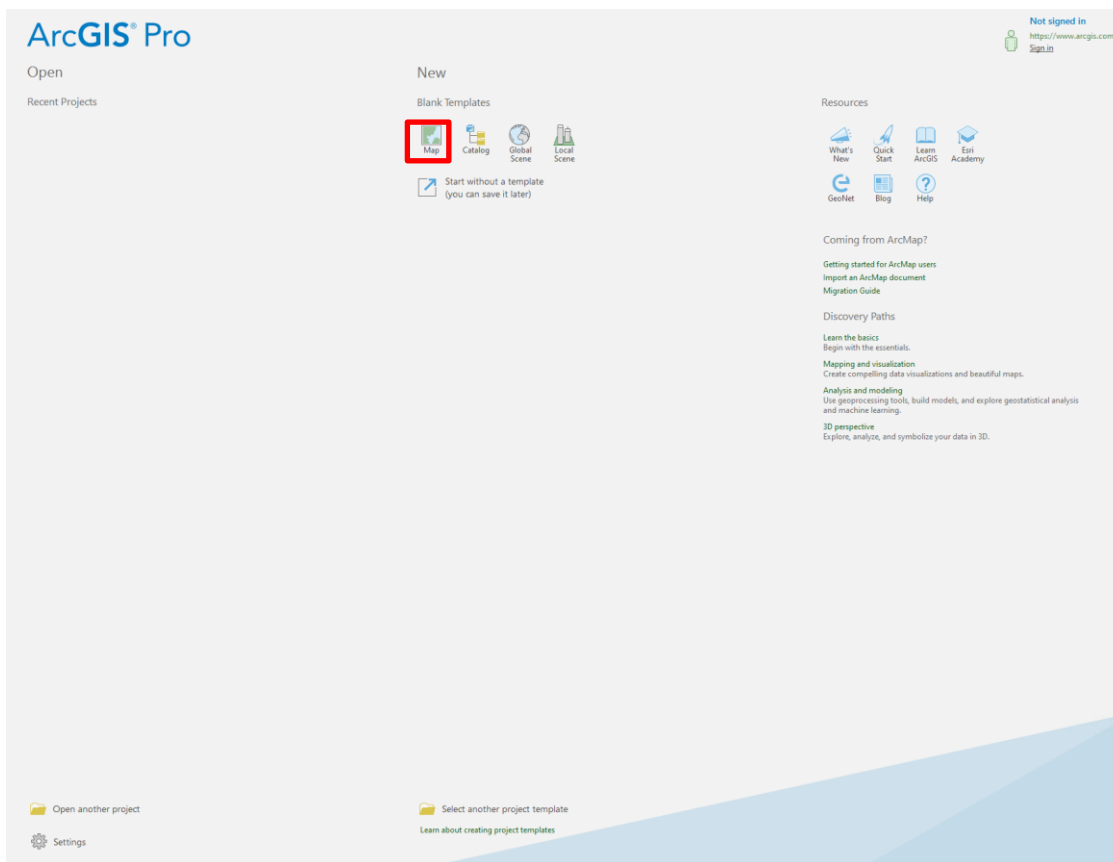 ArcGIS® Pro
Not signed in
https://www.arcgis.com
Sign in
Open
Recent Projects
Open another project
Settings
New
Blank Templates
Map
Catalog
Global
Scene
Local
Scene
Start without a template
(you can save it later)
Select another project template
Learn about creating project templates
Resources
What's
New
Quick
Start
Learn
ArcGIS
Esri
Academy
GeoNet
Blog
Help
Coming from ArcMap?
Getting started for ArcMap users
Import an ArcMap document
Migration Guide
Discovery Paths
Learn the basics
Begin with the essentials.
Mapping and visualization
Create compelling data visualizations and beautiful maps.
Analysis and modeling
Use geoprocessing tools, build models, and explore geostatistical analysis
and machine learning.
3D perspective
Explore, analyze, and symbolize your data in 3D.